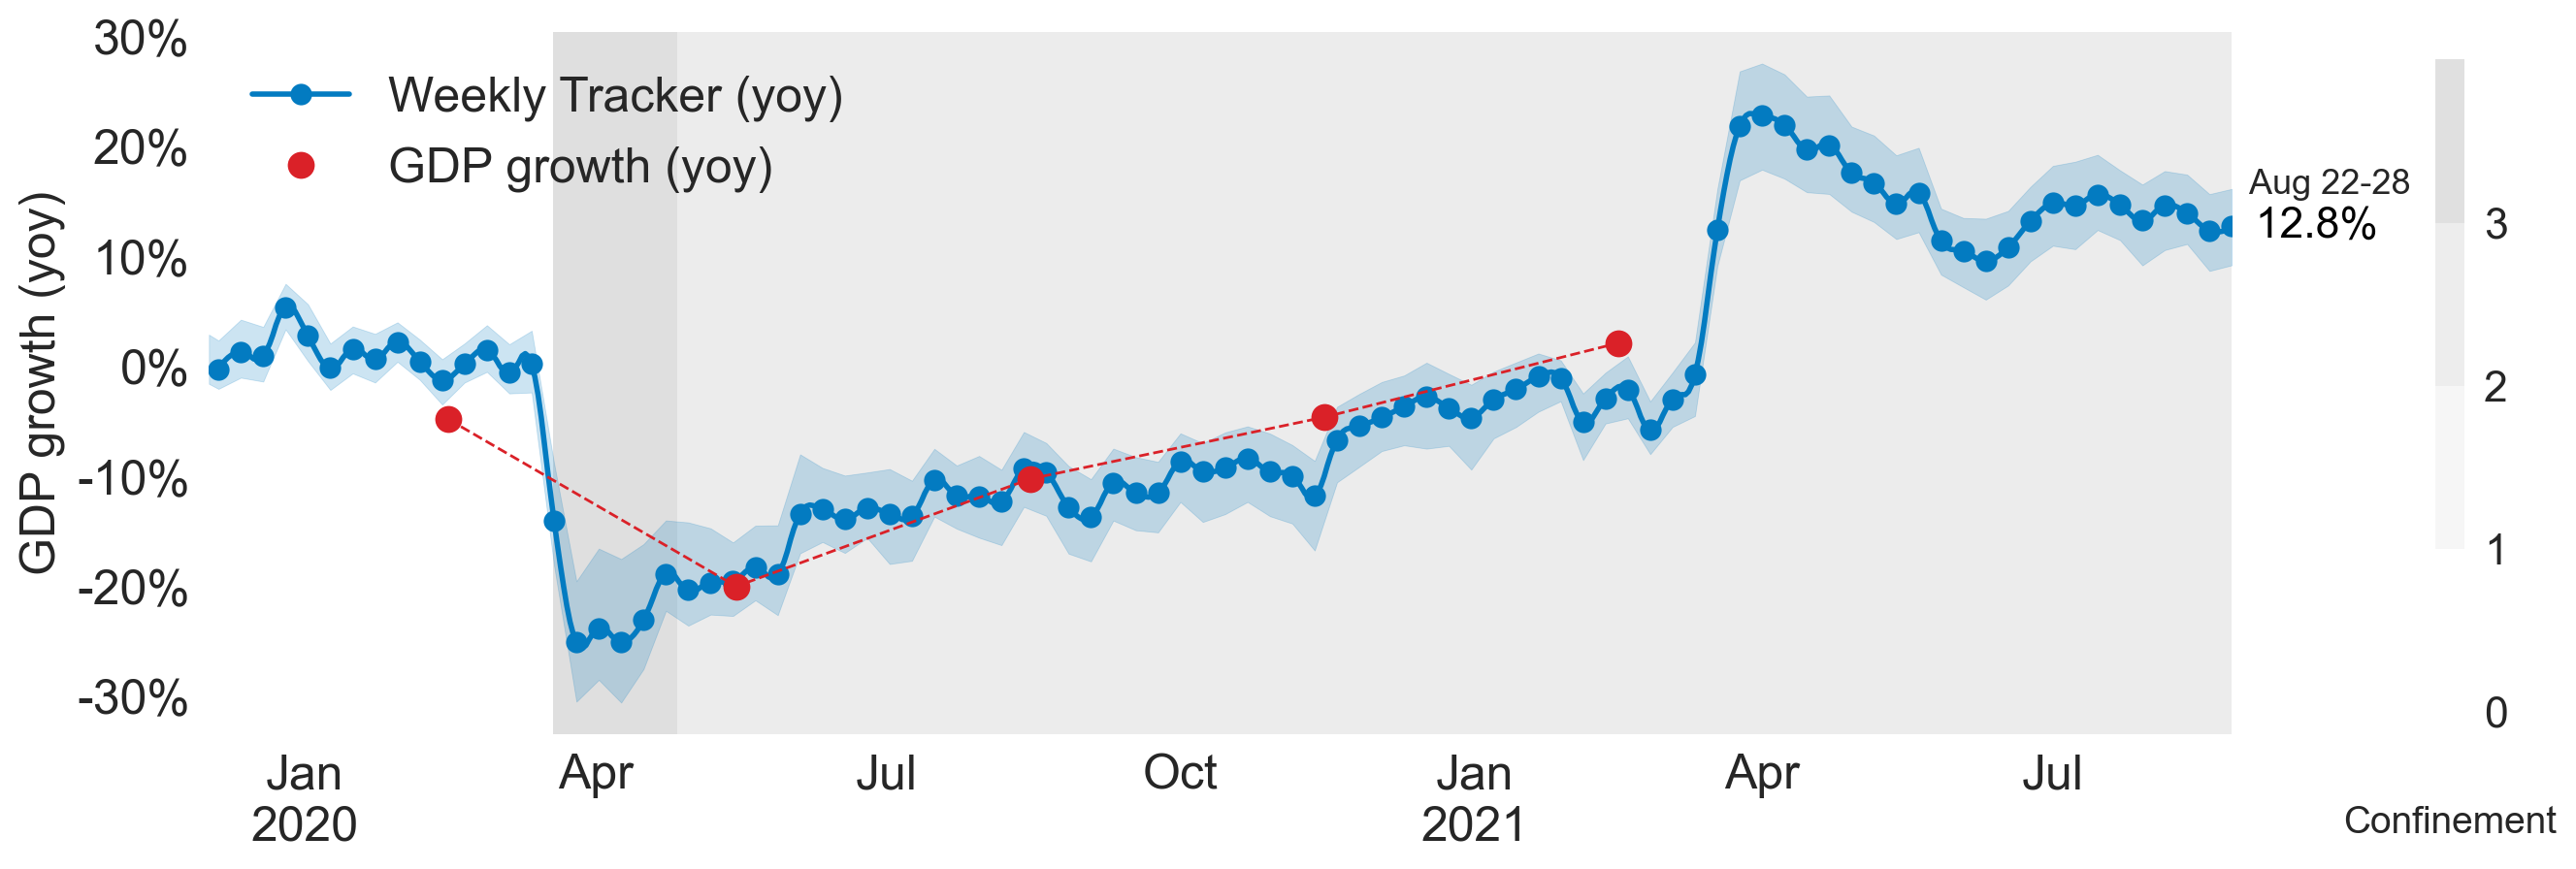 GDP growth (yoy)
30%
20%
10%
0%
-10%
-20%
-30%
Weekly Tracker (yoy)
GDP growth (yoy)
Aug 22-28
12.8%
3
2
1
0
Jan Apr Jul Oct Jan Apr Jul
2020 2021
Confinement